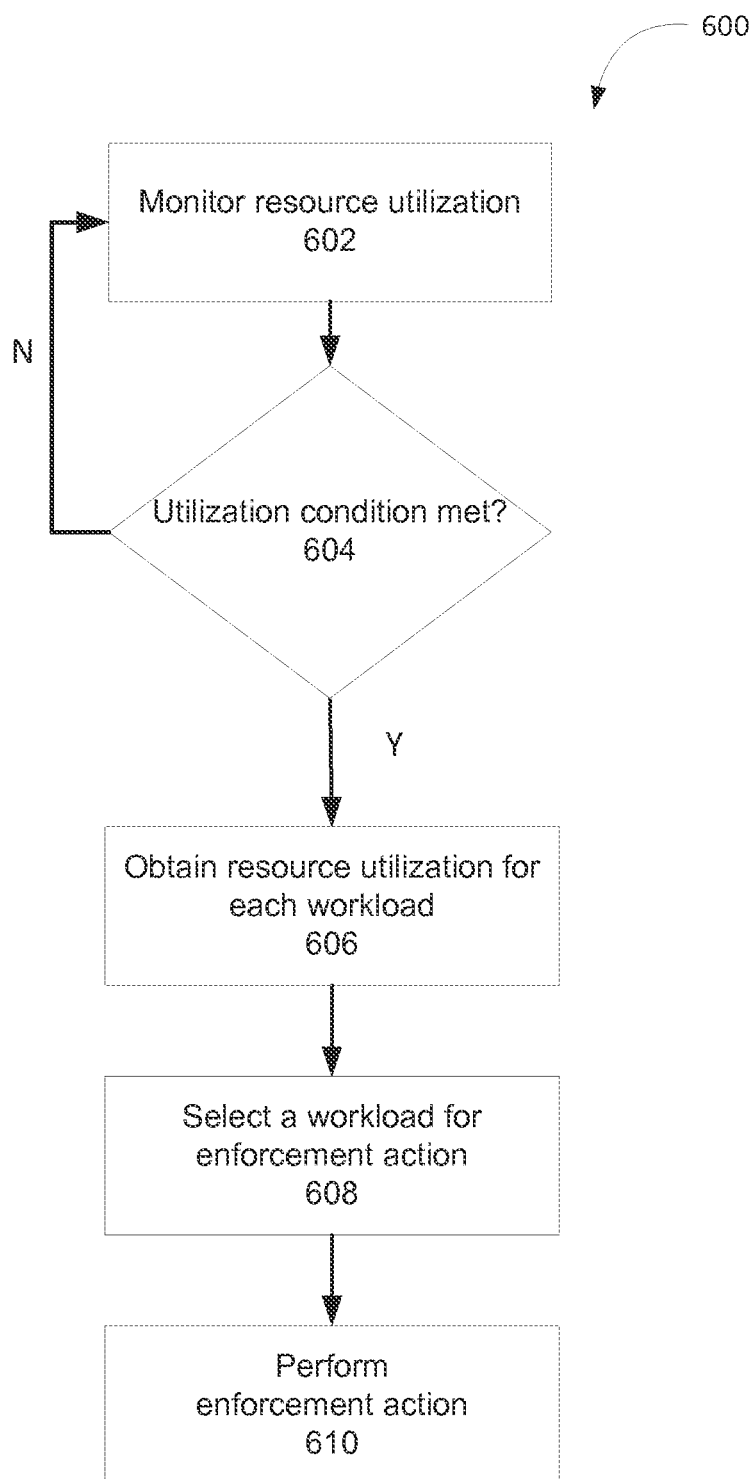 600
Monitor resource utilization
602
N
Utilization condition met?
604
Y
Obtain resource utilization for
each workload
606
Select a workload for
enforcement action
608
Perform
enforcement action
610